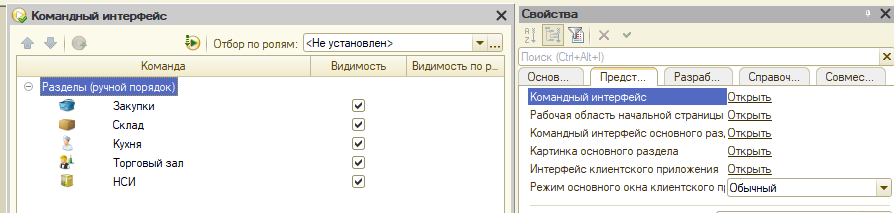 Командный интерфейс
Отбор по ролям: <Не установлен>
Команда Видимость Видимость по р...
Разделы (ручной порядок)
Закупки
Склад
Кухня
Торговый зал
НСИ
Свойства
Поиск (Ctrl+Alt+I)
Основ... Предст... Разраб... Справоч... Совмес...
Командный интерфейс Открыть
Рабочая область начальной страницы Открыть
Командный интерфейс основного разд Открыть
Картинка основного раздела Открыть
Интерфейс клиентского приложения Открыть
Режим основного окна клиентского пр Обычный